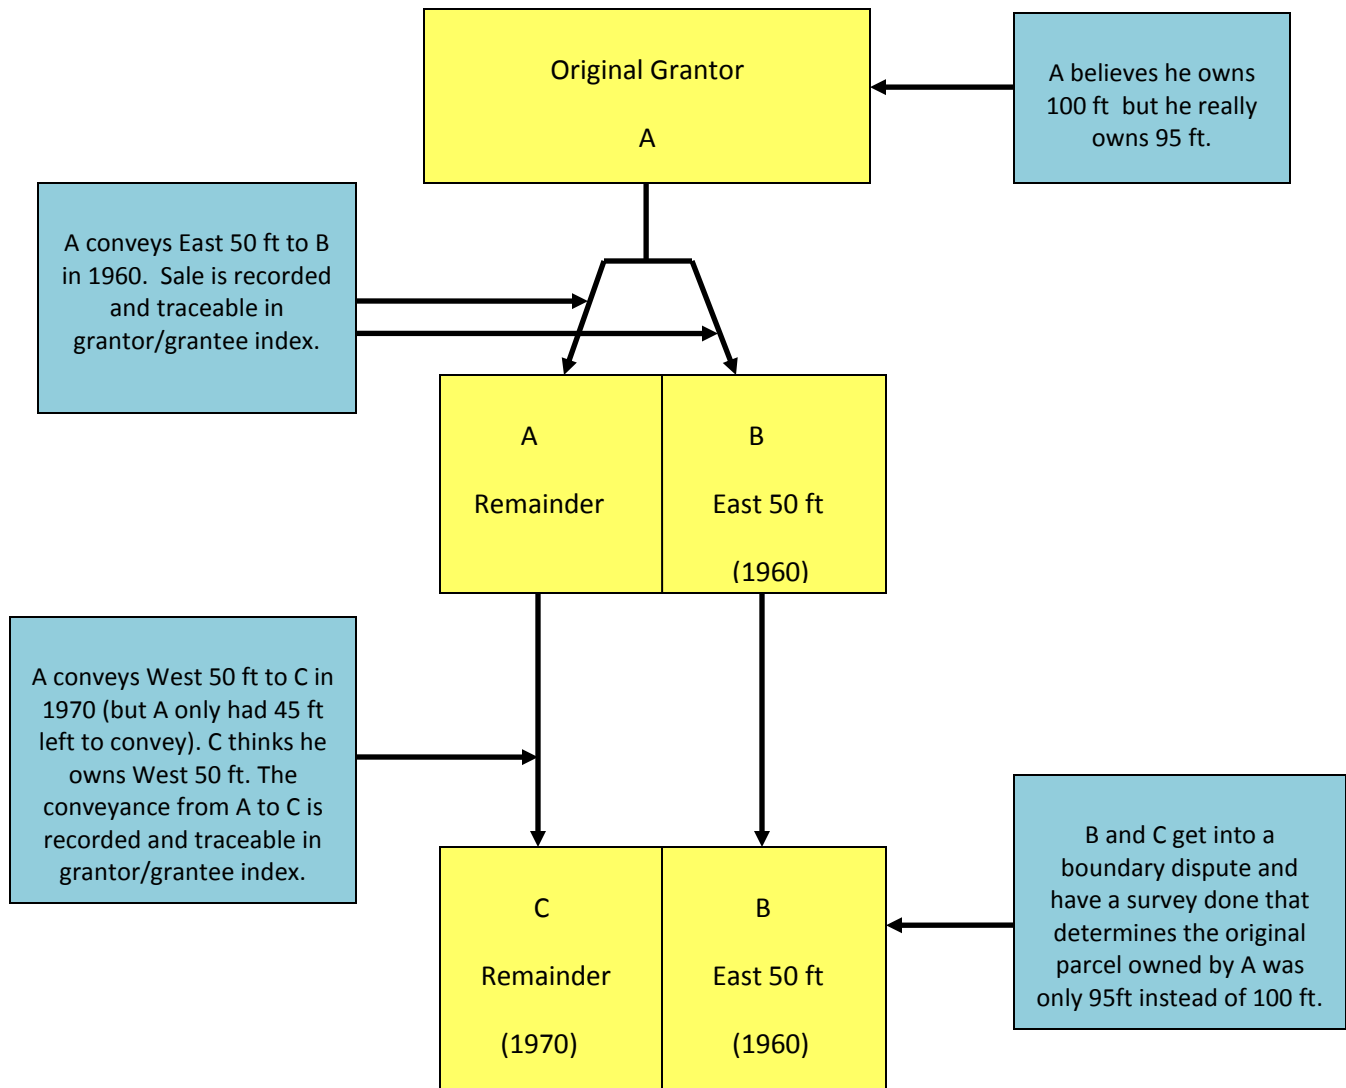 Original Grantor
A
A believes he owns
100 ft but he really
owns 95 ft.
A conveys East 50 ft to B
in 1960. Sale is recorded
and traceable in
grantor/grantee index.
A
Remainder
B
East 50 ft
(1960)
A conveys West 50 ft to C in
1970 (but A only had 45 ft
left to convey). C thinks he
owns West 50 ft. The
conveyance from A to C is
recorded and traceable in
grantor/grantee index.
C
Remainder
(1970)
B
East 50 ft
(1960)
B and C get into a
boundary dispute and
have a survey done that
determines the original
parcel owned by A was
only 95ft instead of 100 ft.